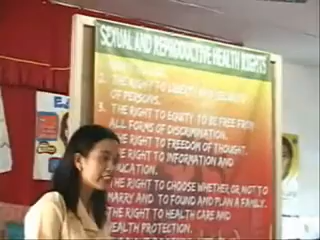 SEXUAL AND REPRODUCTIVE HEALTH RIGHTS
2. THE RIGHT TO LIBERTY AND SECURITY
OF PERSONS.
3. THE RIGHT TO EQUITY TO BE FREE FROM
ALL FORMS OF DISCRIMINATION.
THE RIGHT TO FREEDOM OF THOUGHT.
THE RIGHT TO INFORMATION AND
EDUCATION.
THE RIGHT TO CHOOSE WHETHER OR NOT TO
MARRY AND TO FOUND AND PLAN A FAMILY.
THE RIGHT TO HEALTH CARE AND
HEALTH PROTECTION.